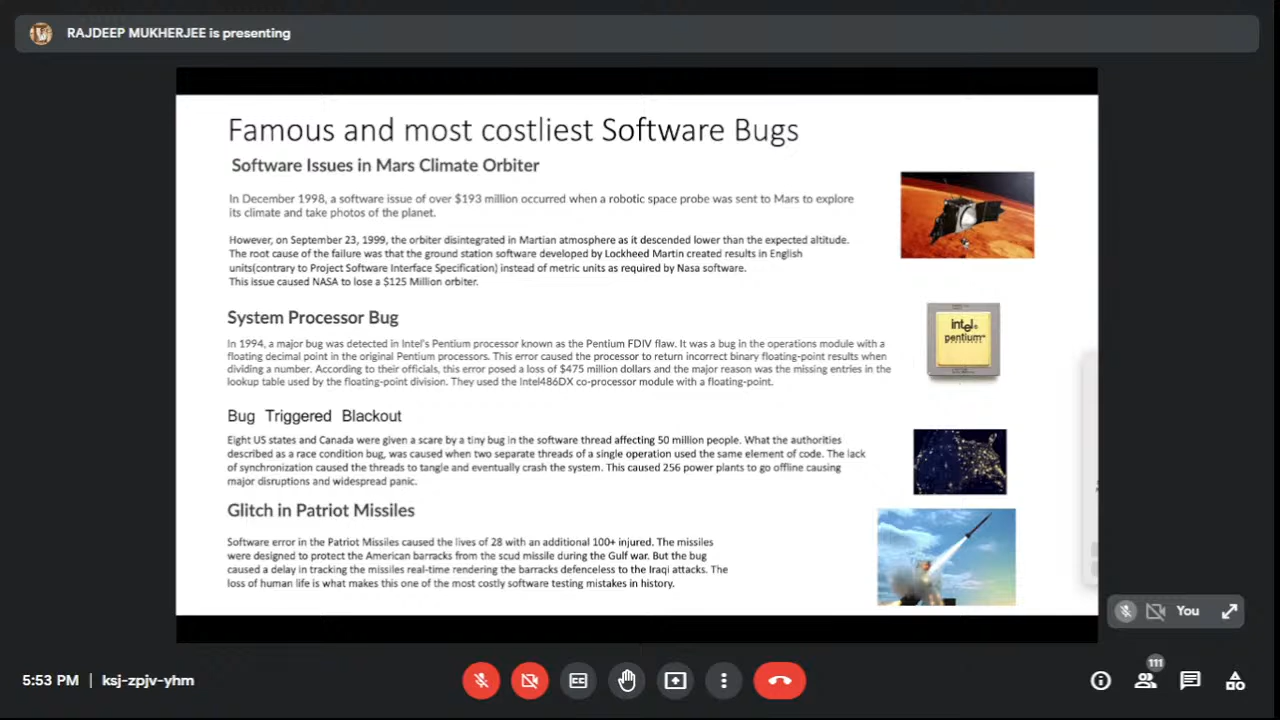 RAJDEEP MUKHERJEE is presenting
Famous and most costliest Software Bugs
Software Issues in Mars Climate Orbiter
In December 1998, a software issue of over $193 million occurred when a robotic space probe was sent to Mars to explore
its climate and take photos of the planet.
However, on September 23, 1999, the orbiter disintegrated in Martian atmosphere as it descended lower than the expected altitude.
The root cause of the failure was that the ground station software developed by Lockheed Martin created results in English
units(contrary to Project Software Interface Specification) instead of metric units as required by Nasa software.
This issue caused NASA to lose a $125 Million orbiter.
System Processor Bug
In 1994, a major bug was detected in Intel's Pentium processor known as the Pentium FDIV flaw. It was a bug in the operations module with a
floating decimal point in the original Pentium processors. This error caused the processor to return incorrect binary floating-point results when
dividing a number. According to their officials, this error posed a loss of $475 million dollars and the major reason was the missing entries in the
lookup table used by the floating-point division. They used the Intel486DX co-processor module with a floating-point.
intel
pentium
Bug Triggered Blackout
Eight US states and Canada were given a scare by a tiny bug in the software thread affecting 50 million people. What the authorities
described as a race condition bug, was caused when two separate threads of a single operation used the same element of code. The lack
of synchronization caused the threads to tangle and eventually crash the system. This caused 256 power plants to go offline causing
major disruptions and widespread panic.
Glitch in Patriot Missiles
Software error in the Patriot Missiles caused the lives of 28 with an additional 100+ injured. The missiles
were designed to protect the American barracks from the scud missile during the Gulf war. But the bug
caused a delay in tracking the missiles real-time rendering the barracks defenceless to the Iraqi attacks. The
loss of human life is what makes this one of the most costly software testing mistakes in history.
You
5:53 PM | ksj-zpjv-yhm
111